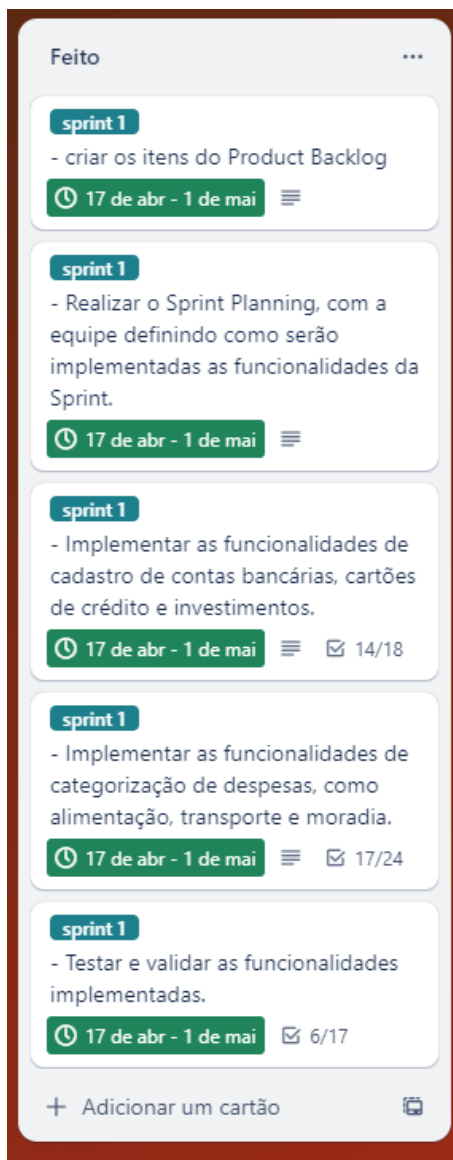 Feito
sprint 1
- criar os itens do Product Backlog
17 de abr - 1 de mai
sprint 1
- Realizar o Sprint Planning, com a
equipe definindo como serão
implementadas as funcionalidades da
Sprint.
17 de abr - 1 de mai
sprint 1
- Implementar as funcionalidades de
cadastro de contas bancárias, cartões
de crédito e investimentos.
17 de abr - 1 de mai 14/18
sprint 1
- Implementar as funcionalidades de
categorização de despesas, como
alimentação, transporte e moradia.
17 de abr - 1 de mai 17/24
sprint 1
- Testar e validar as funcionalidades
implementadas.
17 de abr - 1 de mai 6/17
+ Adicionar um cartão